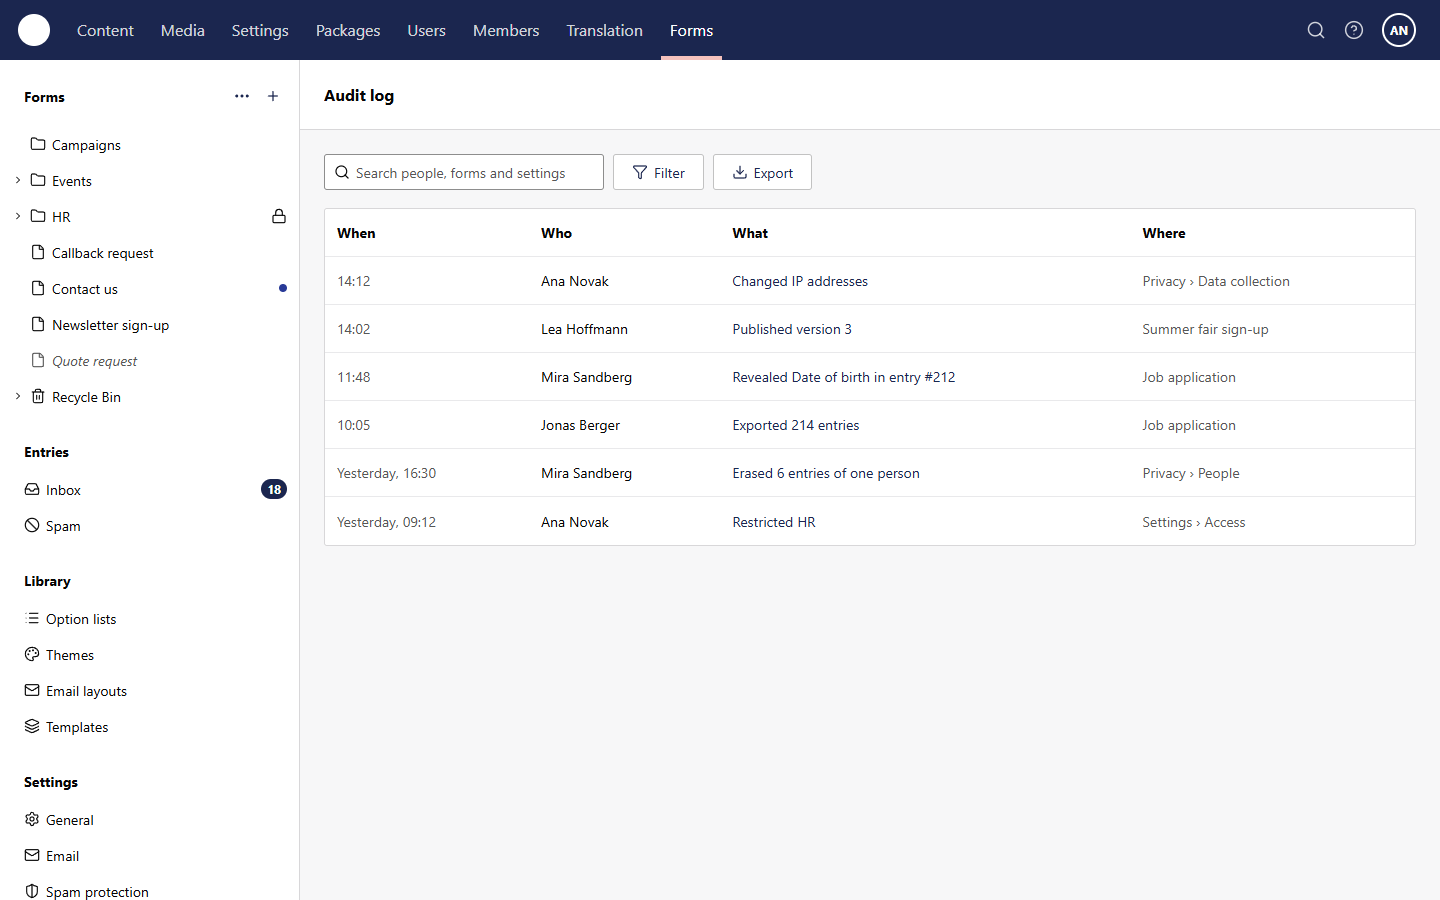 Content Media Settings Packages Users Members Translation Forms AN
Forms
Campaigns
Events
HR
Callback request
Contact us
Newsletter sign-up
Quote request
Recycle Bin
Entries
Inbox 18
Spam
Library
Option lists
Themes
Email layouts
Templates
Settings
General
Email
Spam protection
Audit log
Search people, forms and settings Filter Export
When Who What Where
14:12 Ana Novak Changed IP addresses Privacy › Data collection
14:02 Lea Hoffmann Published version 3 Summer fair sign-up
11:48 Mira Sandberg Revealed Date of birth in entry #212 Job application
10:05 Jonas Berger Exported 214 entries Job application
Yesterday, 16:30 Mira Sandberg Erased 6 entries of one person Privacy › People
Yesterday, 09:12 Ana Novak Restricted HR Settings › Access